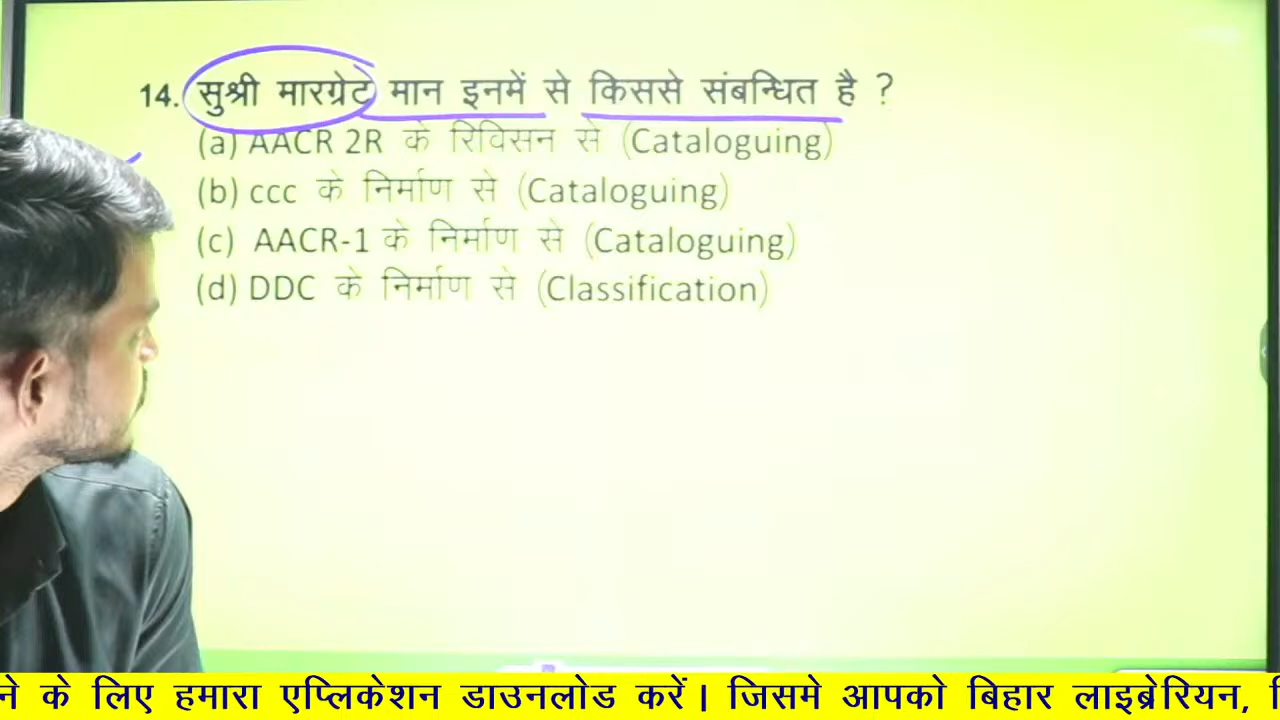 14. सुश्री मारग्रेट मान इनमें से किससे संबन्धित है ?
(a) AACR 2R के रिविसन से (Cataloguing)
(b) ccc के निर्माण से (Cataloguing)
(c) AACR-1 के निर्माण से (Cataloguing)
(d) DDC के निर्माण से (Classification)
ने के लिए हमारा एप्लिकेशन डाउनलोड करें। जिसमे आपको बिहार लाइब्रेरियन,